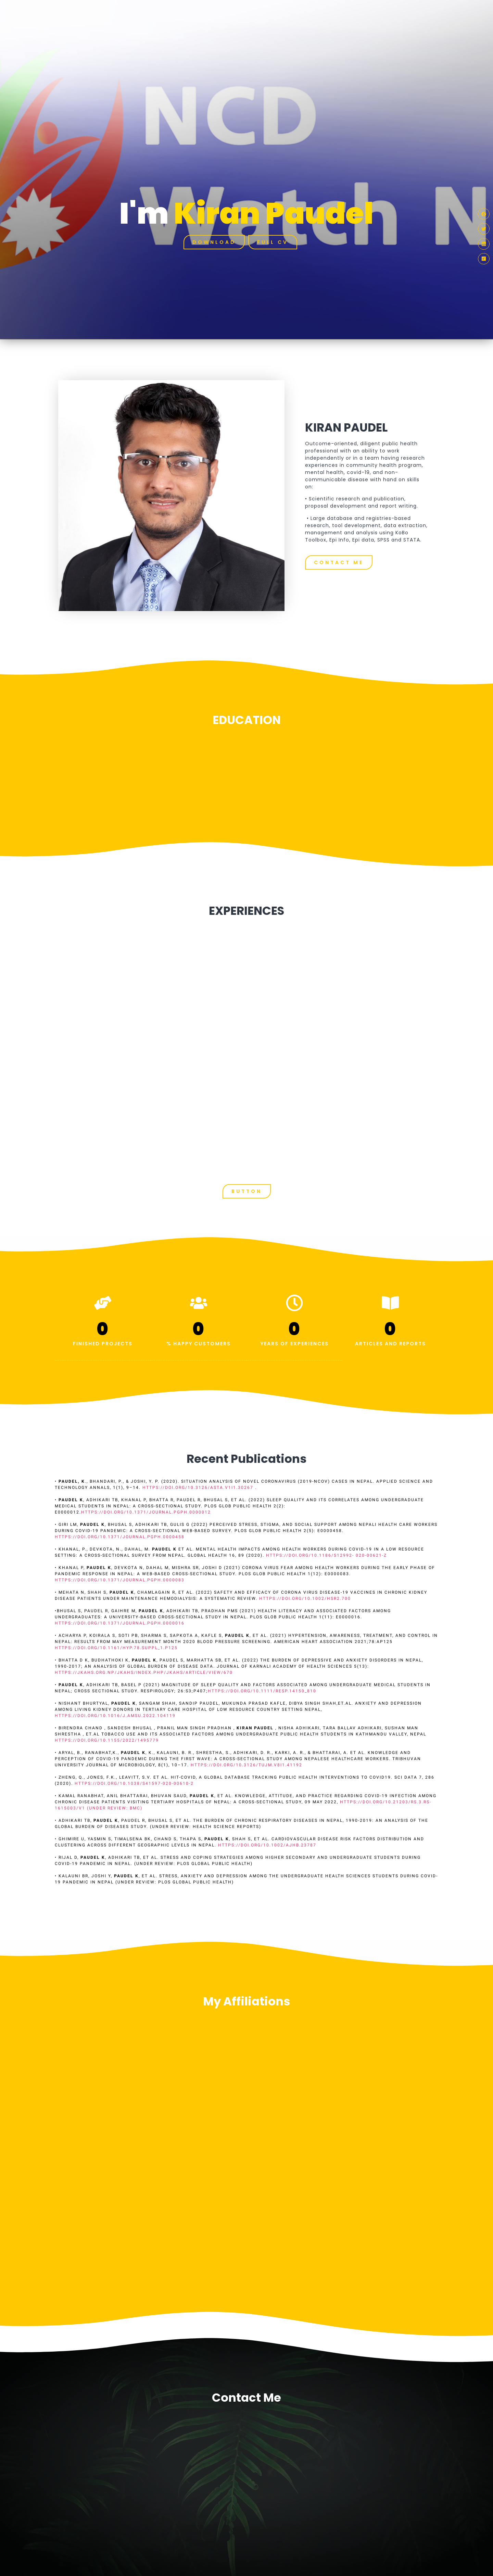 NCD
Watch N
I'm Kiran Paudel
DOWNLOAD FULL CV
KIRAN PAUDEL
Outcome-oriented, diligent public health
professional with an ability to work
independently or in a team having research
experiences in community health program,
mental health, covid-19, and non-
communicable disease with hand on skills
on:
• Scientific research and publication,
proposal development and report writing.
• Large database and registries-based
research, tool development, data extraction,
management and analysis using KoBo
Toolbox, Epi Info, Epi data, SPSS and STATA.
CONTACT ME
EDUCATION
EXPERIENCES
BUTTON
0 0 0 0
FINISHED PROJECTS % HAPPY CUSTOMERS YEARS OF EXPERIENCES ARTICLES AND REPORTS
Recent Publications
• PAUDEL, K., BHANDARI, P., & JOSHI, Y. P. (2020). SITUATION ANALYSIS OF NOVEL CORONAVIRUS (2019-NCOV) CASES IN NEPAL. APPLIED SCIENCE AND
TECHNOLOGY ANNALS, 1(1), 9–14. HTTPS://DOI.ORG/10.3126/ASTA.V1I1.30267
• PAUDEL K, ADHIKARI TB, KHANAL P, BHATTA R, PAUDEL R, BHUSAL S, ET AL. (2022) SLEEP QUALITY AND ITS CORRELATES AMONG UNDERGRADUATE
MEDICAL STUDENTS IN NEPAL: A CROSS-SECTIONAL STUDY. PLOS GLOB PUBLIC HEALTH 2(2):
E0000012.HTTPS://DOI.ORG/10.1371/JOURNAL.PGPH.0000012
• GIRI LM, PAUDEL K, BHUSAL S, ADHIKARI TB, GULIS G (2022) PERCEIVED STRESS, STIGMA, AND SOCIAL SUPPORT AMONG NEPALI HEALTH CARE WORKERS
DURING COVID-19 PANDEMIC: A CROSS-SECTIONAL WEB-BASED SURVEY. PLOS GLOB PUBLIC HEALTH 2(5): E0000458.
HTTPS://DOI.ORG/10.1371/JOURNAL.PGPH.0000458
• KHANAL, P., DEVKOTA, N., DAHAL, M. PAUDEL K ET AL. MENTAL HEALTH IMPACTS AMONG HEALTH WORKERS DURING COVID-19 IN A LOW RESOURCE
SETTING: A CROSS-SECTIONAL SURVEY FROM NEPAL. GLOBAL HEALTH 16, 89 (2020). HTTPS://DOI.ORG/10.1186/S12992-020-00621-Z
• KHANAL P, PAUDEL K, DEVKOTA N, DAHAL M, MISHRA SR, JOSHI D (2021) CORONA VIRUS FEAR AMONG HEALTH WORKERS DURING THE EARLY PHASE OF
PANDEMIC RESPONSE IN NEPAL: A WEB-BASED CROSS-SECTIONAL STUDY. PLOS GLOB PUBLIC HEALTH 1(12): E0000083.
HTTPS://DOI.ORG/10.1371/JOURNAL.PGPH.0000083
• MEHATA N, SHAH S, PAUDEL K, CHAMLAGAIN R, ET AL. (2022) SAFETY AND EFFICACY OF CORONA VIRUS DISEASE-19 VACCINES IN CHRONIC KIDNEY
DISEASE PATIENTS UNDER MAINTENANCE HEMODIALYSIS: A SYSTEMATIC REVIEW. HTTPS://DOI.ORG/10.1002/HSR2.700
•BHUSAL S, PAUDEL R, GAIHRE M, PAUDEL K, ADHIKARI TB, PRADHAN PMS (2021) HEALTH LITERACY AND ASSOCIATED FACTORS AMONG
UNDERGRADUATES: A UNIVERSITY-BASED CROSS-SECTIONAL STUDY IN NEPAL. PLOS GLOB PUBLIC HEALTH 1(11): E0000016.
HTTPS://DOI.ORG/10.1371/JOURNAL.PGPH.0000016
• ACHARYA P, KOIRALA S, SOTI PB, SHARMA S, SAPKOTA A, KAFLE S, PAUDEL K, ET AL. (2021) HYPERTENSION, AWARENESS, TREATMENT, AND CONTROL IN
NEPAL: RESULTS FROM MAY MEASUREMENT MONTH 2020 BLOOD PRESSURE SCREENING. AMERICAN HEART ASSOCIATION 2021;78:AP125
HTTPS://DOI.ORG/10.1161/HYP.78.SUPPL_1.P125
• BHATTA D K, BUDHATHOKI K, PAUDEL K, PAUDEL S, MARHATTA SB, ET AL. (2022) THE BURDEN OF DEPRESSIVE AND ANXIETY DISORDERS IN NEPAL,
1990-2017: AN ANALYSIS OF GLOBAL BURDEN OF DISEASE DATA. JOURNAL OF KARNALI ACADEMY OF HEALTH SCIENCES 5(13)
• PAUDEL K, ADHIKARI TB, BASEL P (2021) MAGNITUDE OF SLEEP QUALITY AND FACTORS ASSOCIATED AMONG UNDERGRADUATE MEDICAL STUDENTS IN
NEPAL, CROSS SECTIONAL STUDY. RESPIROLOGY, 26:S3;P467;
• NISHANT BHURTYAL, PAUDEL K, SANGAM SHAH, SANDIP PAUDEL, MUKUNDA PRASAD KAFLE, DIBYA SINGH SHAH,ET.AL. ANXIETY AND DEPRESSION
AMONG LIVING KIDNEY DONORS IN TERTIARY CARE HOSPITAL OF LOW RESOURCE COUNTRY SETTING NEPAL;
HTTPS://DOI.ORG/10.1016/J.AMSU.2022.104119
• BIRENDRA CHAND , SANDESH BHUSAL , PRANIL MAN SINGH PRADHAN , KIRAN PAUDEL , NISHA ADHIKARI, TARA BALLAV ADHIKARI, SUSHAN MAN
SHRESTHA , ET.AL TOBACCO USE AND ITS ASSOCIATED FACTORS AMONG UNDERGRADUATE PUBLIC HEALTH STUDENTS IN KATHMANDU VALLEY, NEPAL
HTTPS://DOI.ORG/10.1155/2022/1495779
• ARYAL, B., RANABHAT,K., PAUDEL K, K., KALAUNI, B. R., SHRESTHA, S., ADHIKARI, D. R., KARKI, A. R., & BHATTARAI, A. ET AL. KNOWLEDGE AND
PERCEPTION OF COVID 19 PANDEMIC DURING THE FIRST WAVE: A CROSS-SECTIONAL STUDY AMONG NEPALESE HEALTHCARE WORKERS. TRIBHUVAN
UNIVERSITY JOURNAL OF MICROBIOLOGY, 8(1), 10–17.
• ZHENG, Q., JONES, F.K., LEAVITT, S.V. ET AL. HIT-COVID, A GLOBAL DATABASE TRACKING PUBLIC HEALTH INTERVENTIONS TO COVID19. SCI DATA 7, 286
(2020). HTTPS://DOI.ORG/10.1038/S41597-020-00610-2
• KAMAL RANABHAT, ANIL BHATTARAI, BHUVAN SAUD, PAUDEL K, ET AL. KNOWLEDGE, ATTITUDE, AND PRACTICE REGARDING COVID-19 INFECTION AMONG
CHRONIC DISEASE PATIENTS VISITING TERTIARY HOSPITALS OF NEPAL: A CROSS-SECTIONAL STUDY, 09 MAY 2022, HTTPS://DOI.ORG/10.21203/RS.3.RS-
1619003/V1 (UNDER REVIEW: BMC)
• ADHIKARI TB, PAUDEL K, PAUDEL R, BHUSAL S, ET AL. THE BURDEN OF CHRONIC RESPIRATORY DISEASES IN NEPAL, 1990-2019: AN ANALYSIS OF THE
GLOBAL BURDEN OF DISEASES STUDY. (UNDER REVIEW: HEALTH SCIENCE REPORTS)
• GHIMIRE U, YASMIN S, TIMALSENA BK, CHAND S, THAPA S, PAUDEL K, SHAH S, ET AL. CARDIOVASCULAR DISEASE RISK FACTORS DISTRIBUTION AND
CLUSTERING ACROSS DIFFERENT GEOGRAPHIC LEVELS IN NEPAL. HTTPS://DOI.ORG/10.1002/AJHB.23787
• RIJAL D, PAUDEL K, ADHIKARI TB, ET AL. STRESS AND COPING STRATEGIES AMONG HIGHER SECONDARY AND UNDERGRADUATE STUDENTS DURING
COVID-19 PANDEMIC IN NEPAL. (UNDER REVIEW: PLOS GLOBAL PUBLIC HEALTH)
• KALAUNI BR, JOSHI Y, PAUDEL K, ET AL. STRESS, ANXIETY AND DEPRESSION AMONG THE UNDERGRADUATE HEALTH SCIENCES STUDENTS DURING COVID-
19 PANDEMIC IN NEPAL (UNDER REVIEW: PLOS GLOBAL PUBLIC HEALTH)
My Affiliations
Contact Me